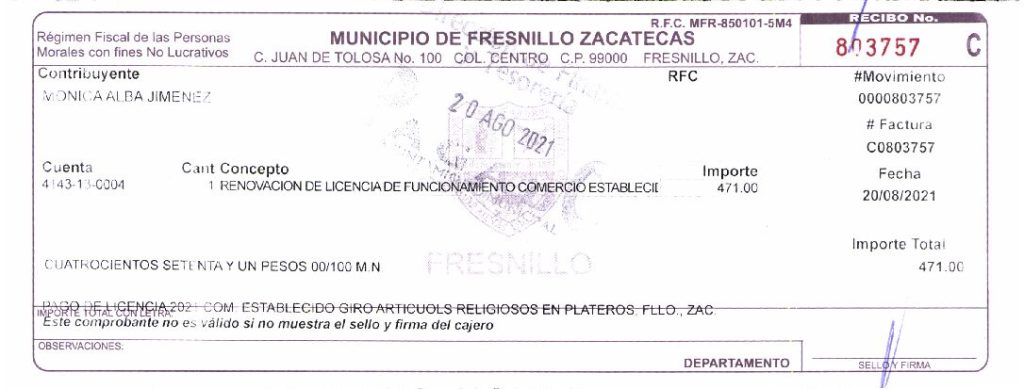 R.F.C. MFR-850101-5M4
RECIBO No.
Régimen Fiscal de las Personas
Morales con fines No Lucrativos
MUNICIPIO DE FRESNILLO ZACATECAS
C. JUAN DE TOLOSA No. 100 COL. CENTRO C.P. 99000 FRESNILLO, ZAC.
803757 C
Contribuyente
RFC
#Movimiento
MONICA ALBA JIMENEZ
0000803757
Tesorería
20 AGO 2021
# Factura
C0803757
Cuenta
Cant Concepto
Importe
Fecha
4143-13-0004
1 RENOVACION DE LICENCIA DE FUNCIONAMIENTO COMERCIO ESTABLECIE
471.00
20/08/2021
Importe Total
FRESNILLO
CUATROCIENTOS SETENTA Y UN PESOS 00/100 M.N
471.00
PAGO DE LICENCIA 2021 COM. ESTABLECIDO GIRO ARTICUOLS RELIGIOSOS EN PLATEROS, FLLO., ZAC.
IMPORTE TOTAL CON LETRA:
Este comprobante no es válido si no muestra el sello y firma del cajero
OBSERVACIONES:
DEPARTAMENTO
SELLO Y FIRMA